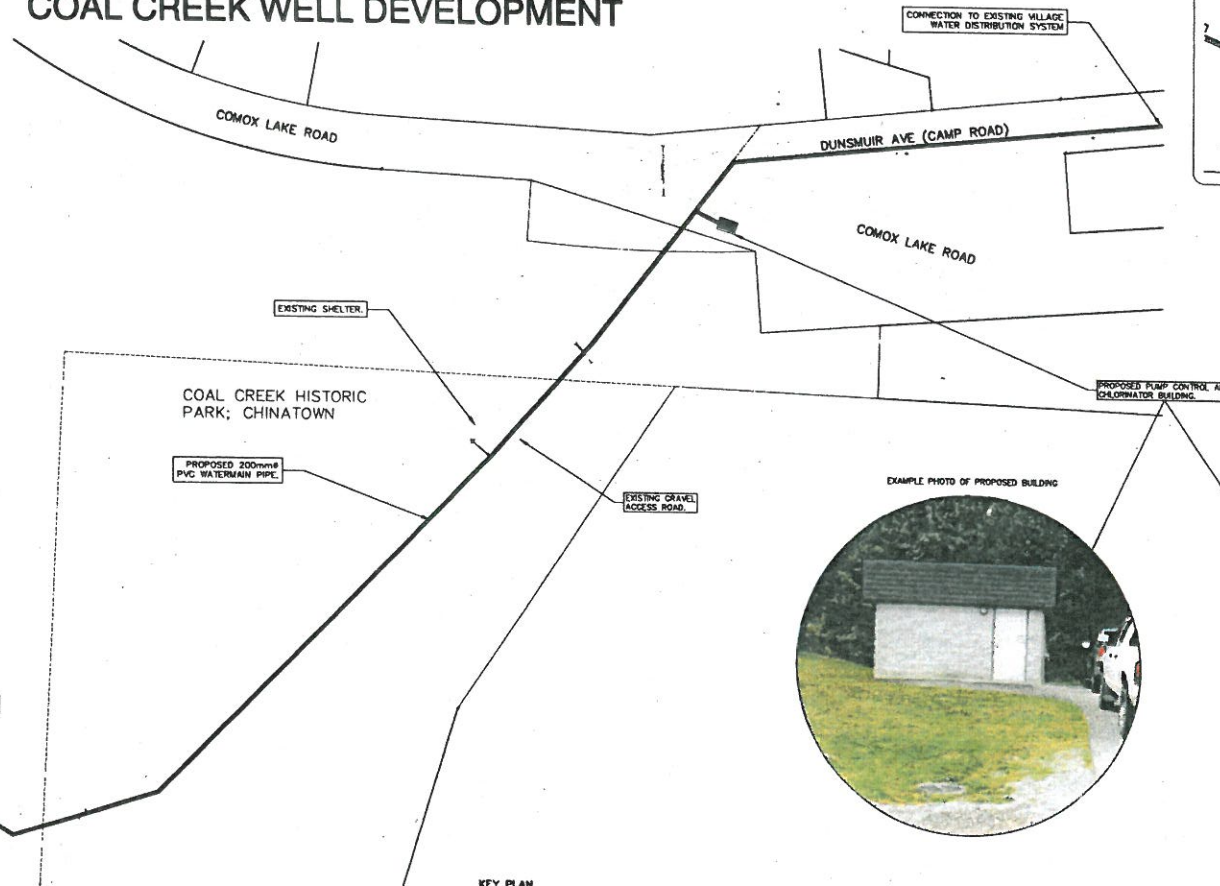 COAL CREEK WELL DEVELOPMENT
CONNECTION TO EXISTING VILLAGE
WATER DISTRIBUTION SYSTEM
7
COMOX LAKE ROAD
DUNSMUIR AVE (CAMP ROAD)
COMOX LAKE ROAD
EXISTING SHELTER.
PROPOSED PUMP CONTROL
CHLORINATOR BUILDING.
COAL CREEK HISTORIC
PARK; CHINATOWN
PROPOSED 200mmø
PVC WATERMAIN PIPE.
EXISTING GRAVEL
ACCESS ROAD.
EXAMPLE PHOTO OF PROPOSED BUILDING
KEY PLAN